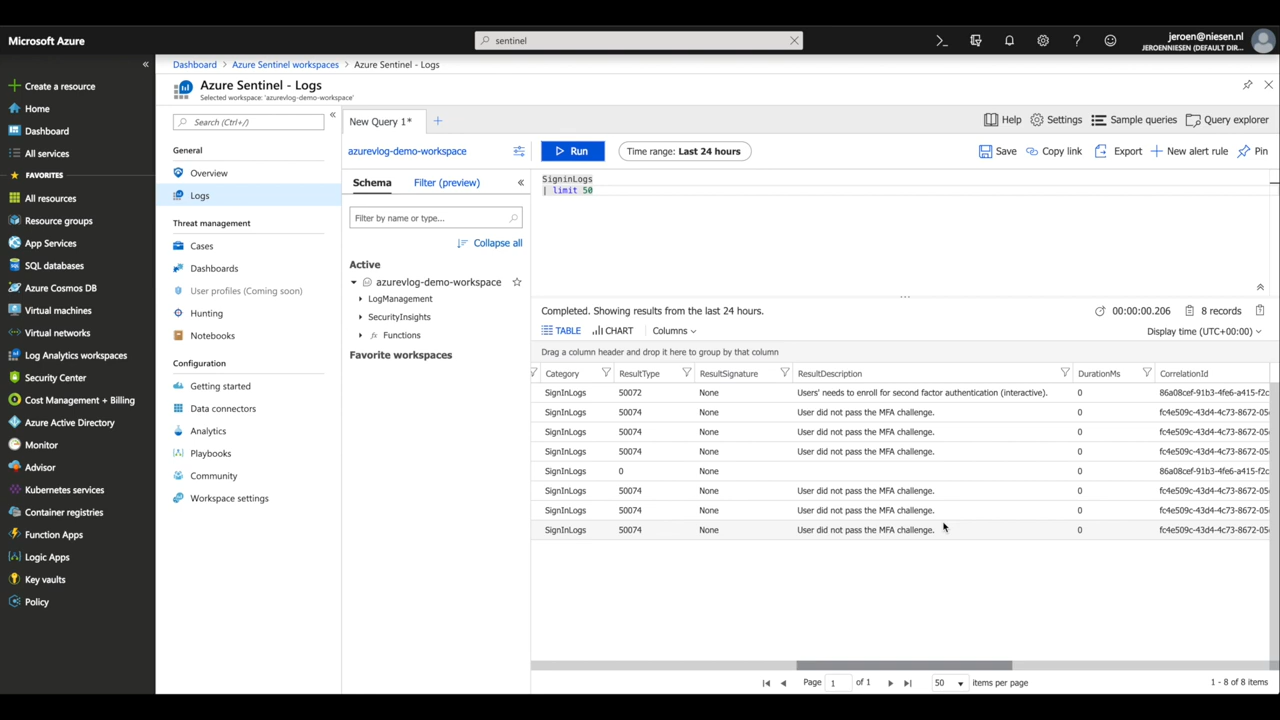 Microsoft Azure
sentinel
jeroen@niesen.nl
JEROENNIESEN (DEFAULT DIR...
Create a resource
Home
Dashboard
All services
FAVORITES
All resources
Resource groups
App Services
SQL databases
Azure Cosmos DB
Virtual machines
Virtual networks
Log Analytics workspaces
Security Center
Cost Management + Billing
Azure Active Directory
Monitor
Advisor
Kubernetes services
Container registries
Function Apps
Logic Apps
Key vaults
Policy
Dashboard
Azure Sentinel workspaces
Azure Sentinel - Logs
Azure Sentinel - Logs
Selected workspace: 'azurevlog-demo-workspace'
Search (Ctrl+/)
General
Overview
Logs
Threat management
Cases
Dashboards
User profiles (Coming soon)
Hunting
Notebooks
Configuration
Getting started
Data connectors
Analytics
Playbooks
Community
Workspace settings
New Query 1*
Help Settings Sample queries Query explorer
azurevlog-demo-workspace
Run
Time range: Last 24 hours
Save Copy link Export New alert rule Pin
Schema Filter (preview)
Filter by name or type...
Collapse all
Active
azurevlog-demo-workspace
LogManagement
SecurityInsights
fx Functions
Favorite workspaces
SigninLogs
| limit 50
Completed. Showing results from the last 24 hours.
00:00:00.206
8 records
TABLE CHART Columns
Display time (UTC+00:00)
Drag a column header and drop it here to group by that column
Category ResultType ResultSignature ResultDescription DurationMs CorrelationId
SignInLogs 50072 None Users' needs to enroll for second factor authentication (interactive). 0 86a08cef-91b3-4fe6-a415-f2c
SignInLogs 50074 None User did not pass the MFA challenge. 0 fc4e509c-43d4-4c73-8672-05
SignInLogs 50074 None User did not pass the MFA challenge. 0 fc4e509c-43d4-4c73-8672-05
SignInLogs 50074 None User did not pass the MFA challenge. 0 fc4e509c-43d4-4c73-8672-05
SignInLogs 0 None 0 86a08cef-91b3-4fe6-a415-f2c
SignInLogs 50074 None User did not pass the MFA challenge. 0 fc4e509c-43d4-4c73-8672-05
SignInLogs 50074 None User did not pass the MFA challenge. 0 fc4e509c-43d4-4c73-8672-05
SignInLogs 50074 None User did not pass the MFA challenge. 0 fc4e509c-43d4-4c73-8672-05
Page 1 of 1
50 items per page
1 - 8 of 8 items